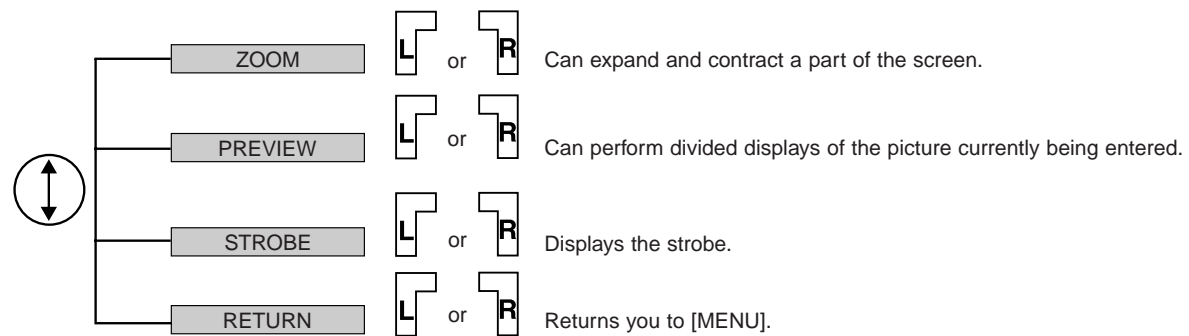 ZOOM L or R Can expand and contract a part of the screen.
PREVIEW L or R Can perform divided displays of the picture currently being entered.
STROBE L or R Displays the strobe.
RETURN L or R Returns you to [MENU].